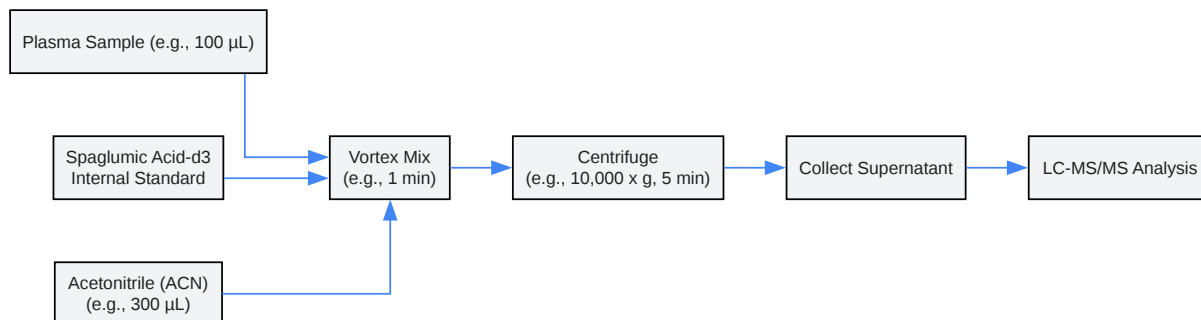 Plasma Sample (e.g., 100 µL)
Spaglumic Acid-d3
Internal Standard
Acetonitrile (ACN)
(e.g., 300 µL)
Vortex Mix
(e.g., 1 min)
Centrifuge
(e.g., 10,000 x g, 5 min)
Collect Supernatant
LC-MS/MS Analysis